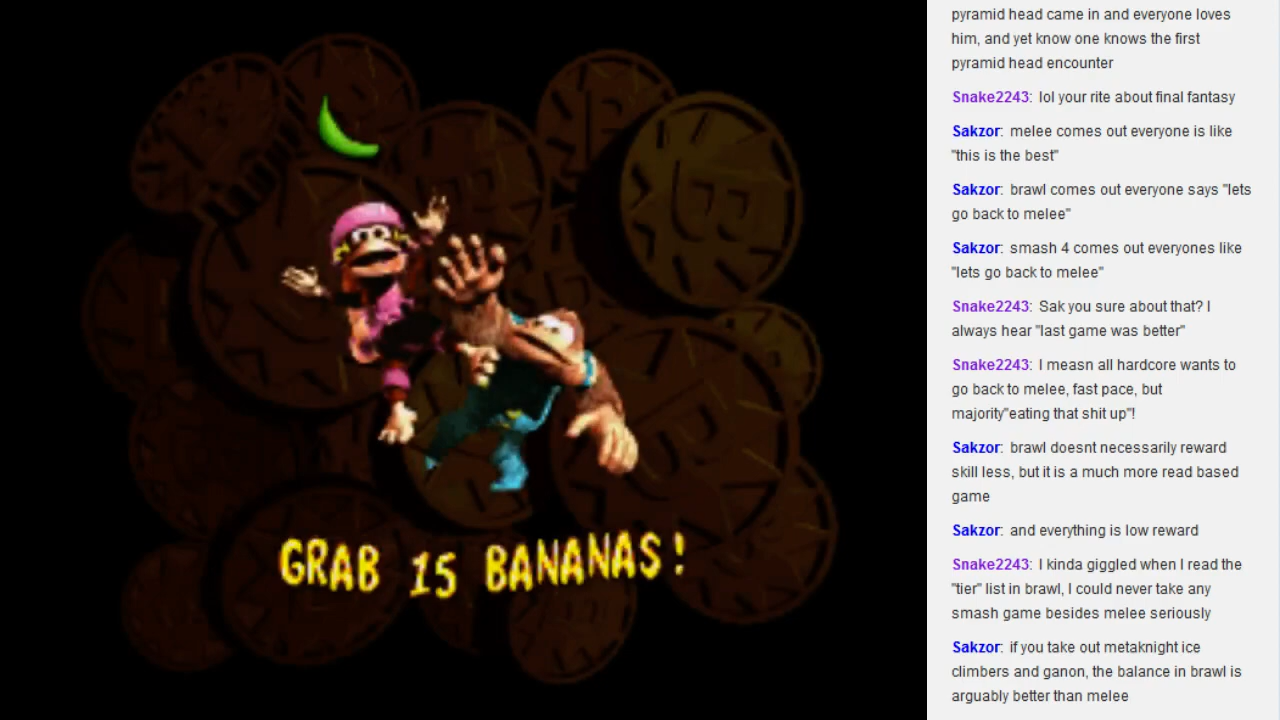 GRAB 15 BANANAS!
pyramid head came in and everyone loves
him, and yet know one knows the first
pyramid head encounter
Snake2243: lol your rite about final fantasy
Sakzor: melee comes out everyone is like
"this is the best"
Sakzor: brawl comes out everyone says "lets
go back to melee"
Sakzor: smash 4 comes out everyones like
"lets go back to melee"
Snake2243: Sak you sure about that? I
always hear "last game was better"
Snake2243: I measn all hardcore wants to
go back to melee, fast pace, but
majority"eating that shit up"!
Sakzor: brawl doesnt necessarily reward
skill less, but it is a much more read based
game
Sakzor: and everything is low reward
Snake2243: I kinda giggled when I read the
"tier" list in brawl, I could never take any
smash game besides melee seriously
Sakzor: if you take out metaknight ice
climbers and ganon, the balance in brawl is
arguably better than melee